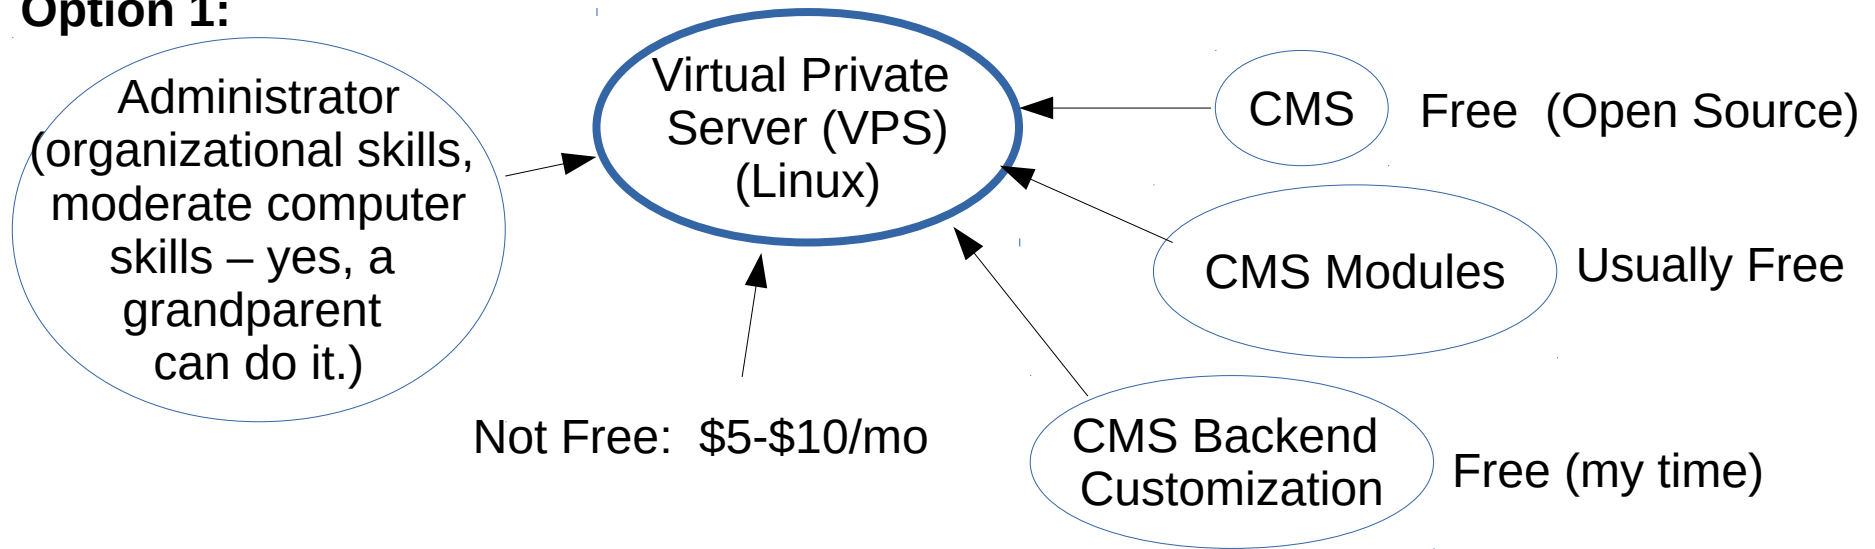 Option 1:
Administrator
(organizational skills,
moderate computer
skills – yes, a
grandparent
can do it.)
Virtual Private
Server (VPS)
(Linux)
Not Free:  $5-$10/mo
CMS
Free  (Open Source)
CMS Modules
Usually Free
CMS Backend
Customization
Free (my time)